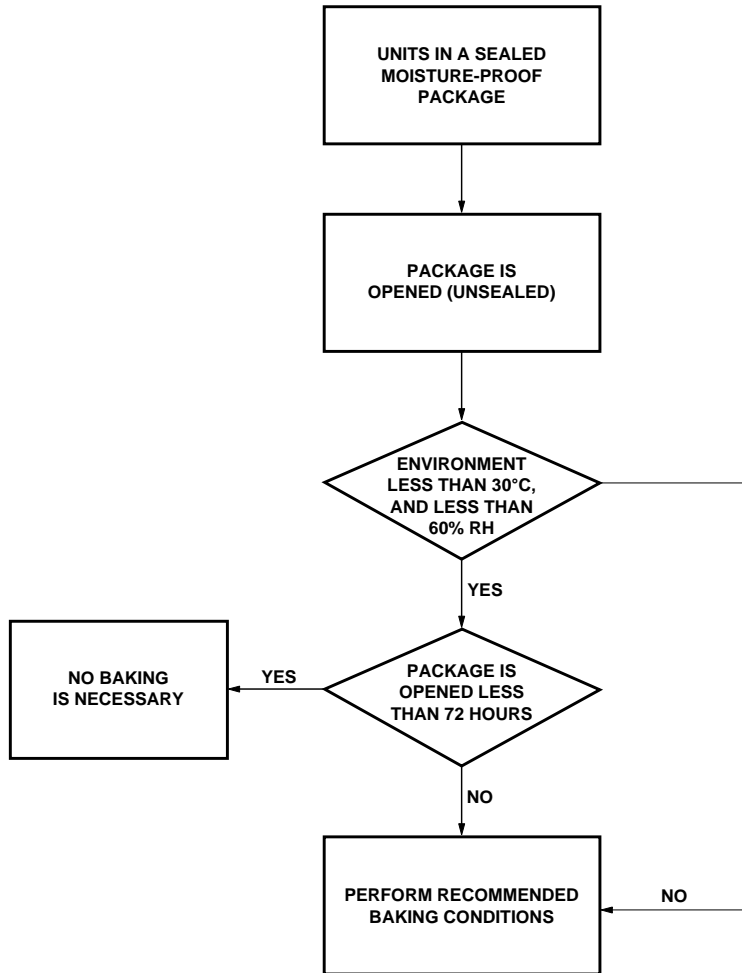 UNITS IN A SEALED
MOISTURE-PROOF
PACKAGE
PACKAGE IS
OPENED (UNSEALED)
ENVIRONMENT
LESS THAN 30°C,
AND LESS THAN
60% RH
YES
NO BAKING
IS NECESSARY
YES
PACKAGE IS
OPENED LESS
THAN 72 HOURS
NO
PERFORM RECOMMENDED
BAKING CONDITIONS
NO